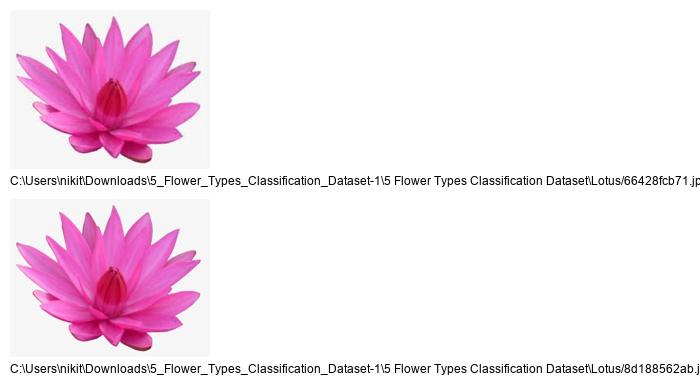 C:\Users\nikit\Downloads\5_Flower_Types_Classification_Dataset-1\5 Flower Types Classification Dataset\Lotus/66428fcb71.jp
C:\Users\nikit\Downloads\5_Flower_Types_Classification_Dataset-1\5 Flower Types Classification Dataset\Lotus/8d188562ab.j